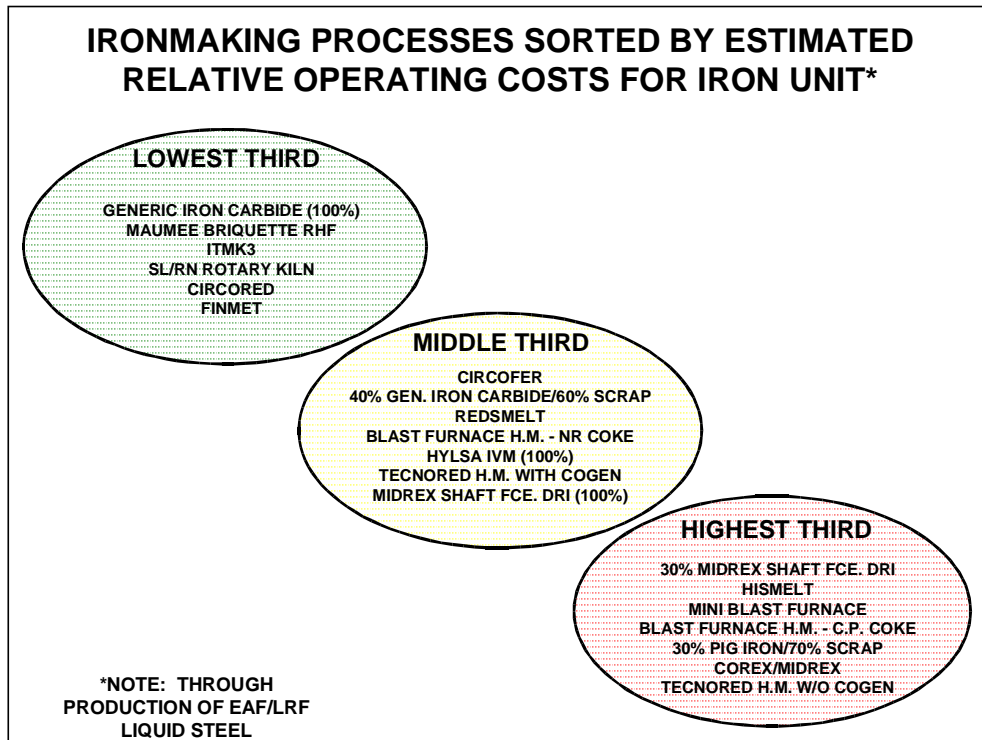 IRONMAKING PROCESSES SORTED BY ESTIMATED
RELATIVE OPERATING COSTS FOR IRON UNIT*
LOWEST THIRD
GENERIC IRON CARBIDE (100%)
MAUMEE BRIQUETTE RHF
ITMK3
SL/RN ROTARY KILN
CIRCORED
FINMET
MIDDLE THIRD
CIRCOFER
40% GEN. IRON CARBIDE/60% SCRAP
REDSMELT
BLAST FURNACE H.M. - NR COKE
HYLSA IVM (100%)
TECNORED H.M. WITH COGEN
MIDREX SHAFT FCE. DRI (100%)
HIGHEST THIRD
30% MIDREX SHAFT FCE. DRI
HISMELT
MINI BLAST FURNACE
BLAST FURNACE H.M. - C.P. COKE
30% PIG IRON/70% SCRAP
COREX/MIDREX
TECNORED H.M. W/O COGEN
*NOTE: THROUGH
PRODUCTION OF EAF/LRF
LIQUID STEEL